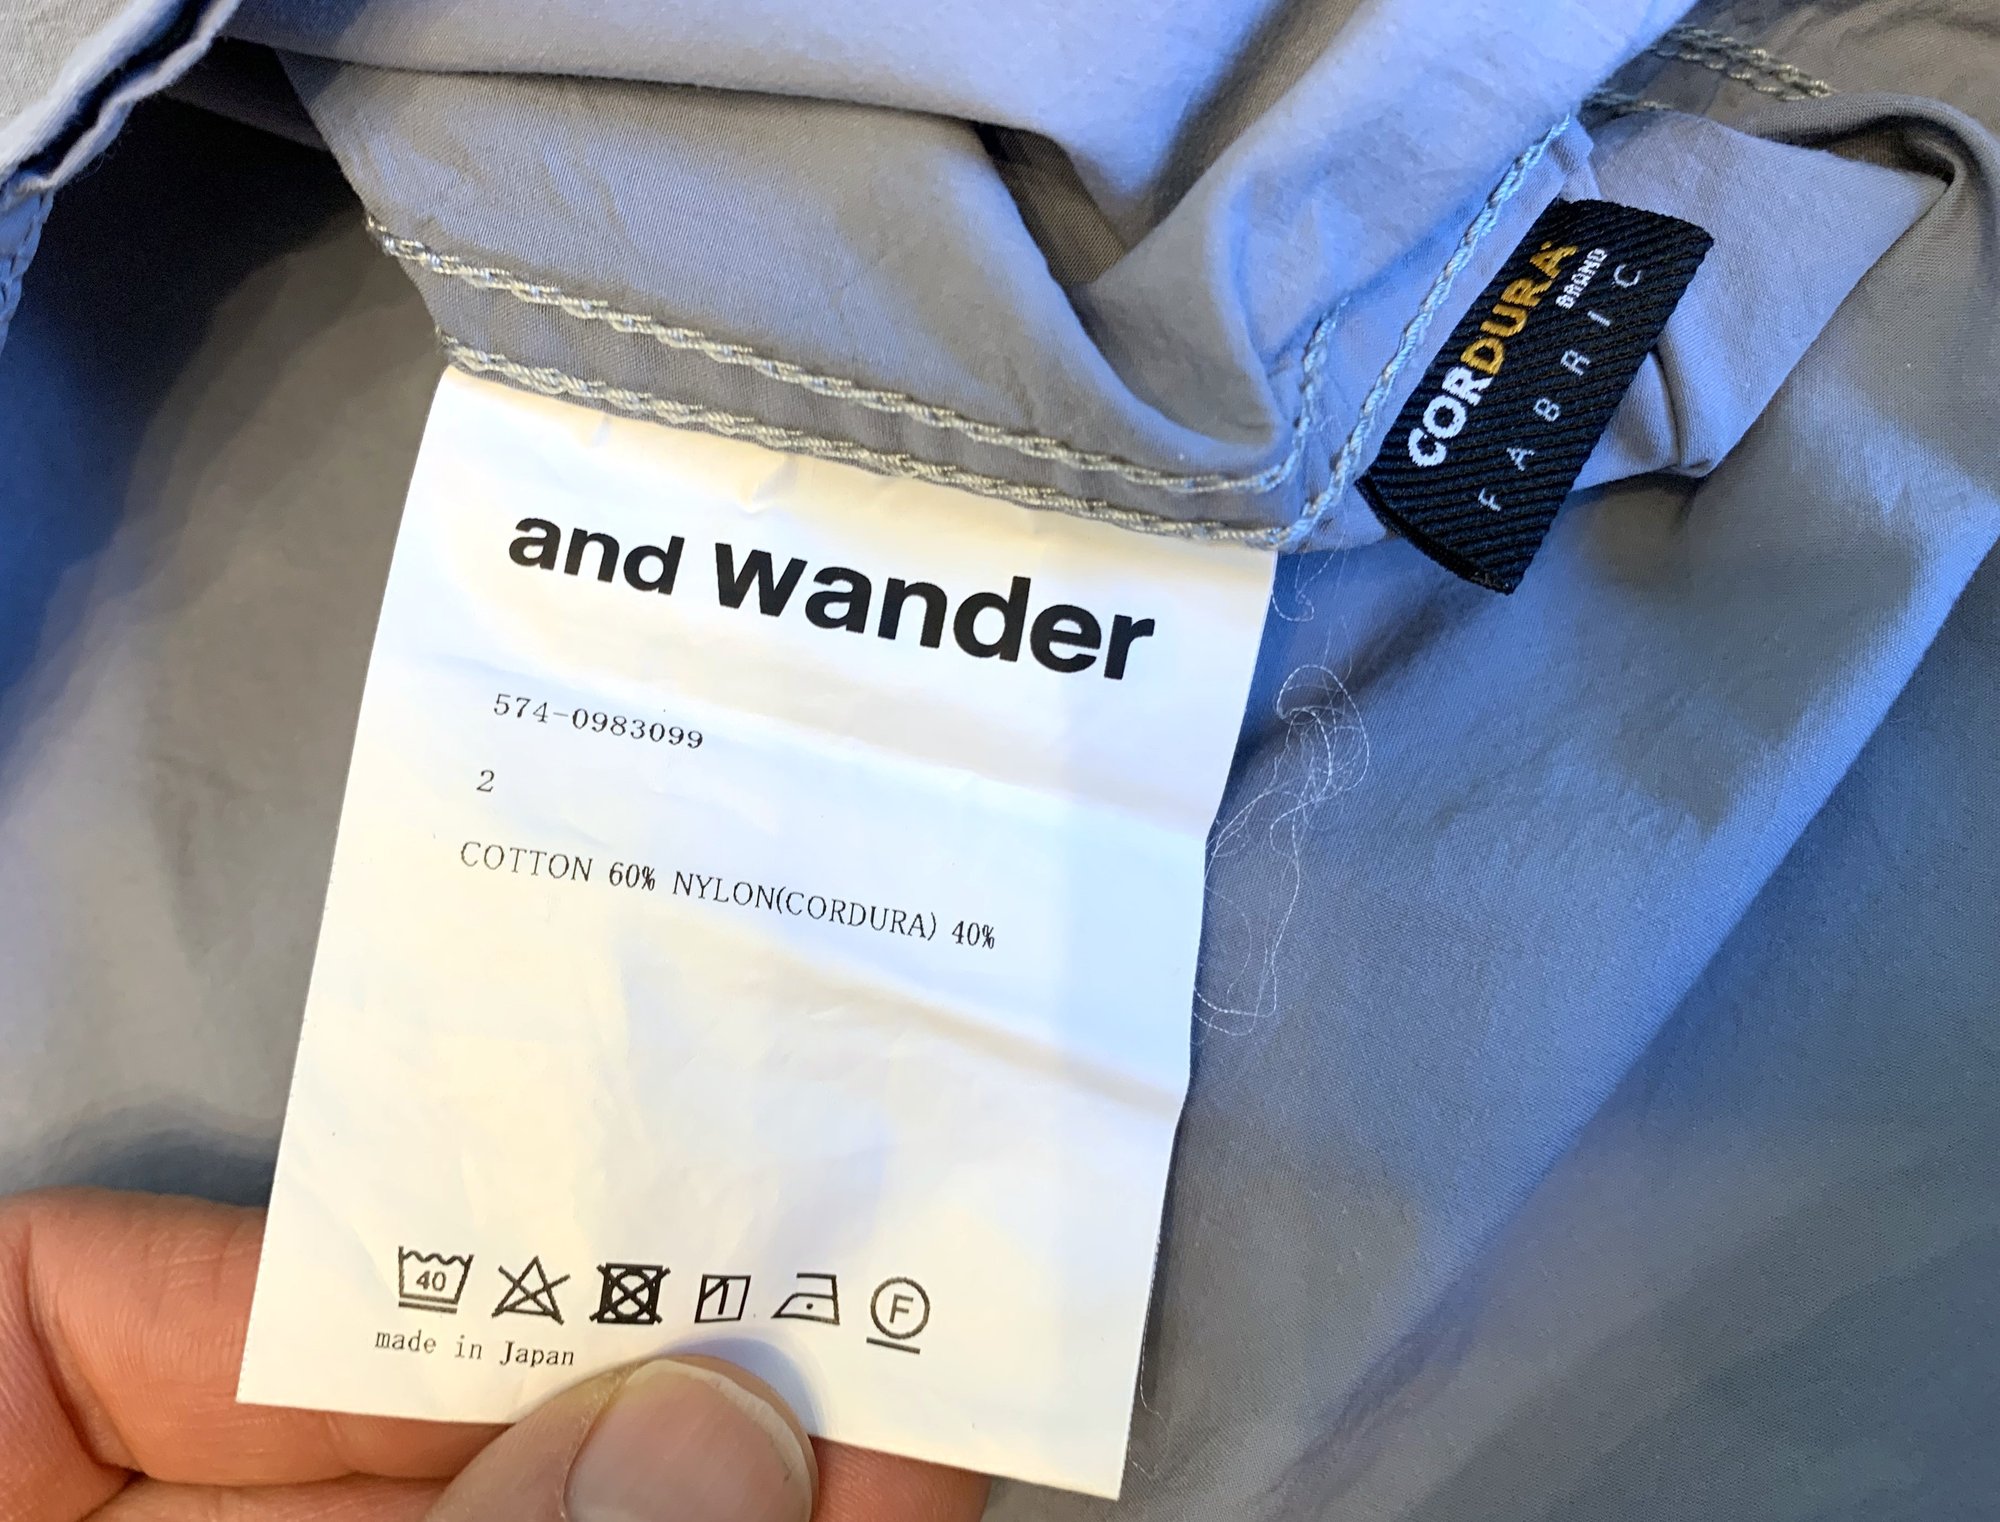 and wander
574-0983099
2
COTTON 60% NYLON(CORDURA) 40%
40
F
made in Japan
CORDURA
BRAND
FABRIC